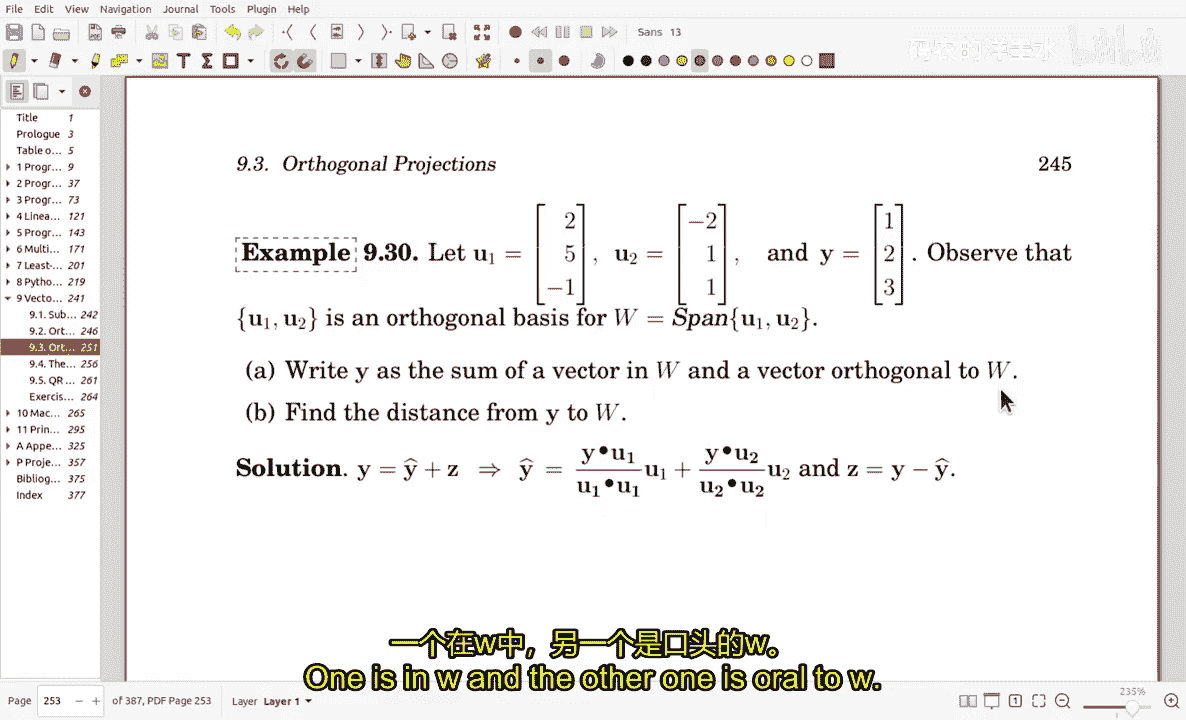 File Edit View Navigation Journal Tools Plugin Help
Sans 13
码农的洋墨水 bilibili
Title 1
Prologue 3
Table o... 5
1 Progr... 9
2 Progr... 37
3 Progr... 73
4 Linea... 121
5 Progr... 143
6 Multi... 171
7 Least-... 201
8 Pytho... 219
9 Vecto... 241
9.1. Sub... 242
9.2. Ort... 246
9.3. Ort... 251
9.4. The... 256
9.5. QR ... 261
Exercis... 264
10 Mac... 265
11 Prin... 295
A Appe... 325
P Proje... 357
Bibliog... 375
Index 377
9.3. Orthogonal Projections 245
Example 9.30. Let u₁ = [2 5 −1], u₂ = [−2 1 1], and y = [1 2 3]. Observe that
{u₁, u₂} is an orthogonal basis for W = Span{u₁, u₂}.
(a) Write y as the sum of a vector in W and a vector orthogonal to W.
(b) Find the distance from y to W.
Solution. y = ŷ + z ⇒ ŷ = (y•u₁)/(u₁•u₁) u₁ + (y•u₂)/(u₂•u₂) u₂ and z = y − ŷ.
一个在w中，另一个是口头的w。
One is in w and the other one is oral to w.
Page 253 of 387, PDF Page 253 Layer Layer 1 235%